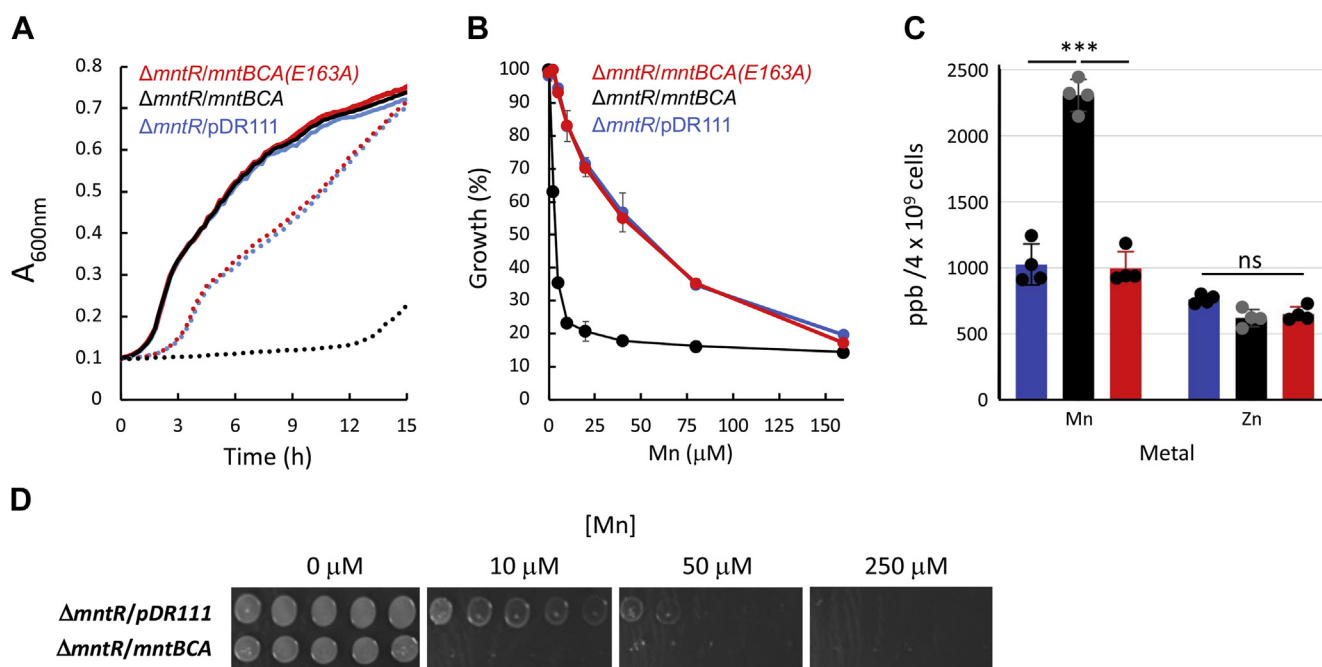 A
A600nm
0.8
0.7
0.6
0.5
0.4
0.3
0.2
0.1
0
0 3 6 9 12 15
Time (h)
ΔmntR/mntBCA(E163A)
ΔmntR/mntBCA
ΔmntR/pDR111
B
Growth (%)
100
90
80
70
60
50
40
30
20
10
0
0 25 50 75 100 125 150
Mn (μM)
ΔmntR/mntBCA(E163A)
ΔmntR/mntBCA
ΔmntR/pDR111
C
ppb /4 x 10⁹ cells
2500
2000
1500
1000
500
0
***
ns
Mn Zn
Metal
D
[Mn]
0 μM 10 μM 50 μM 250 μM
ΔmntR/pDR111
ΔmntR/mntBCA